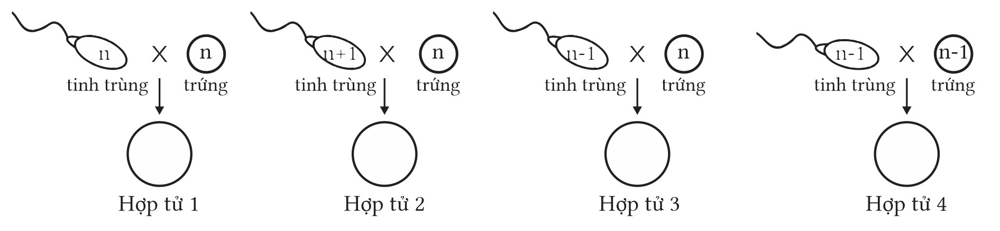 n X n
tinh trùng trứng
Hợp tử 1
n+1 X n
tinh trùng trứng
Hợp tử 2
n-1 X n
tinh trùng trứng
Hợp tử 3
n-1 X n-1
tinh trùng trứng
Hợp tử 4